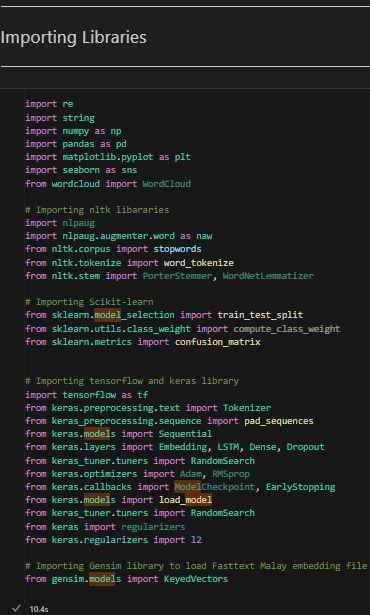 Importing Libraries
import re
import string
import numpy as np
import pandas as pd
import matplotlib.pyplot as plt
import seaborn as sns
from wordcloud import WordCloud
# Importing nltk libararies
import nlpaug
import nlpaug.augmenter.word as naw
from nltk.corpus import stopwords
from nltk.tokenize import word_tokenize
from nltk.stem import PorterStemmer, WordNetLemmatizer
# Importing Scikit-learn
from sklearn.model_selection import train_test_split
from sklearn.utils.class_weight import compute_class_weight
from sklearn.metrics import confusion_matrix
# Importing tensorflow and keras library
import tensorflow as tf
from keras.preprocessing.text import Tokenizer
from keras_preprocessing.sequence import pad_sequences
from keras.models import Sequential
from keras.layers import Embedding, LSTM, Dense, Dropout
from keras_tuner.tuners import RandomSearch
from keras.optimizers import Adam, RMSprop
from keras.callbacks import ModelCheckpoint, EarlyStopping
from keras.models import load_model
from keras_tuner.tuners import RandomSearch
from keras import regularizers
from keras.regularizers import l2
# Importing Gensim library to load Fasttext Malay embedding file
from gensim.models import KeyedVectors
10.4s